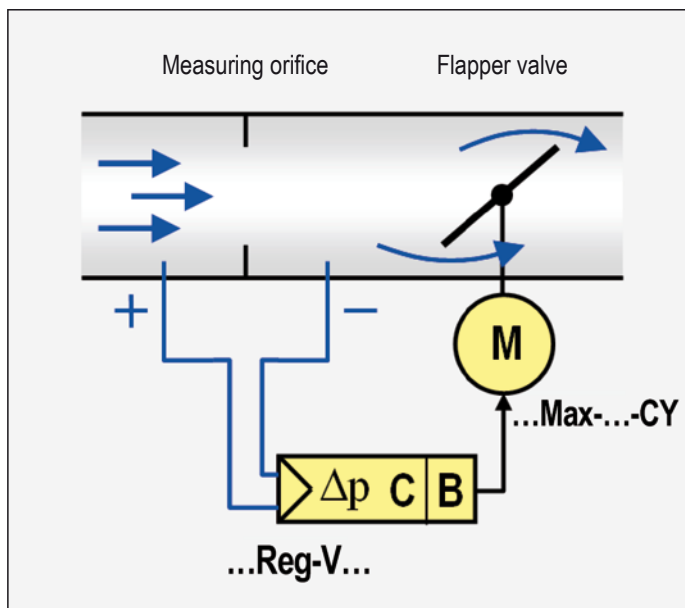 Measuring orifice Flapper valve
+ −
M
...Max-...-CY
Δp C B
...Reg-V...